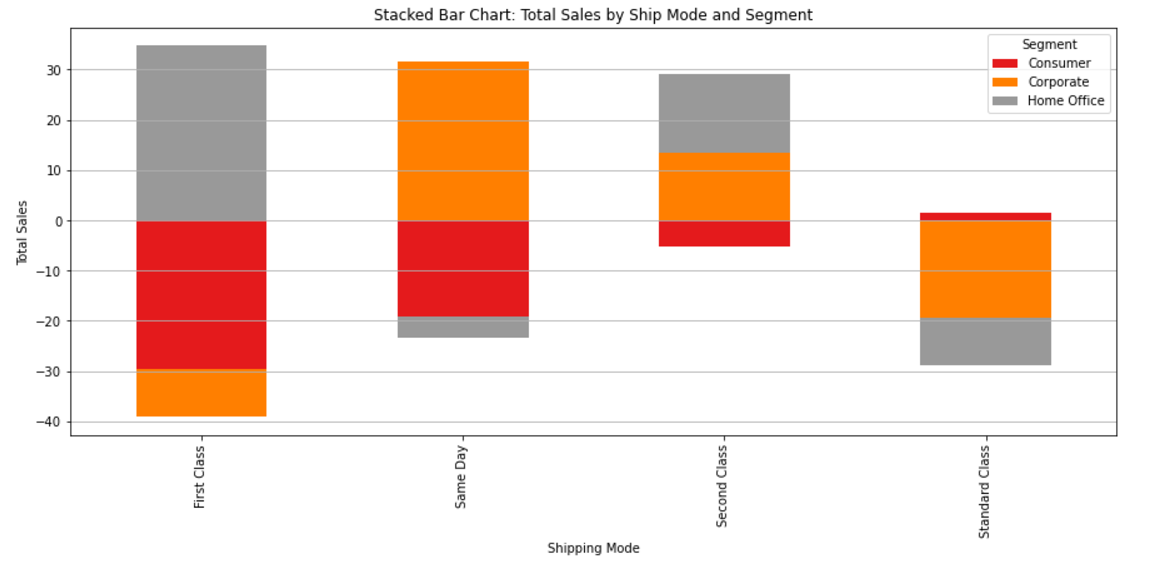 Stacked Bar Chart: Total Sales by Ship Mode and Segment
Segment
Consumer
Corporate
Home Office
Total Sales
30
20
10
0
−10
−20
−30
−40
First Class
Same Day
Second Class
Standard Class
Shipping Mode